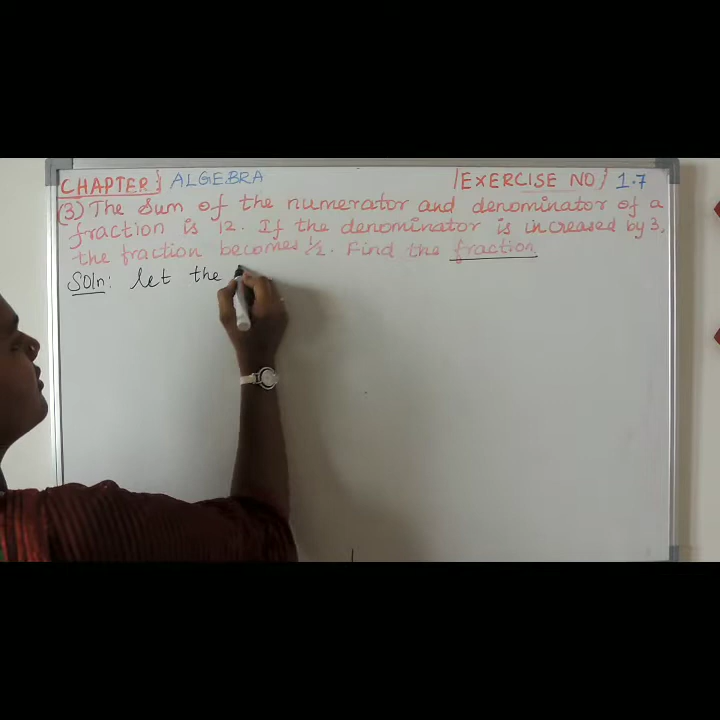 CHAPTER} ALGEBRA /EXERCISE NO/ 1.7
(3) The Sum of the numerator and denominator of a
fraction is 12. If the denominator is increased by 3,
the fraction becomes 1/2. Find the fraction
SOln: let the